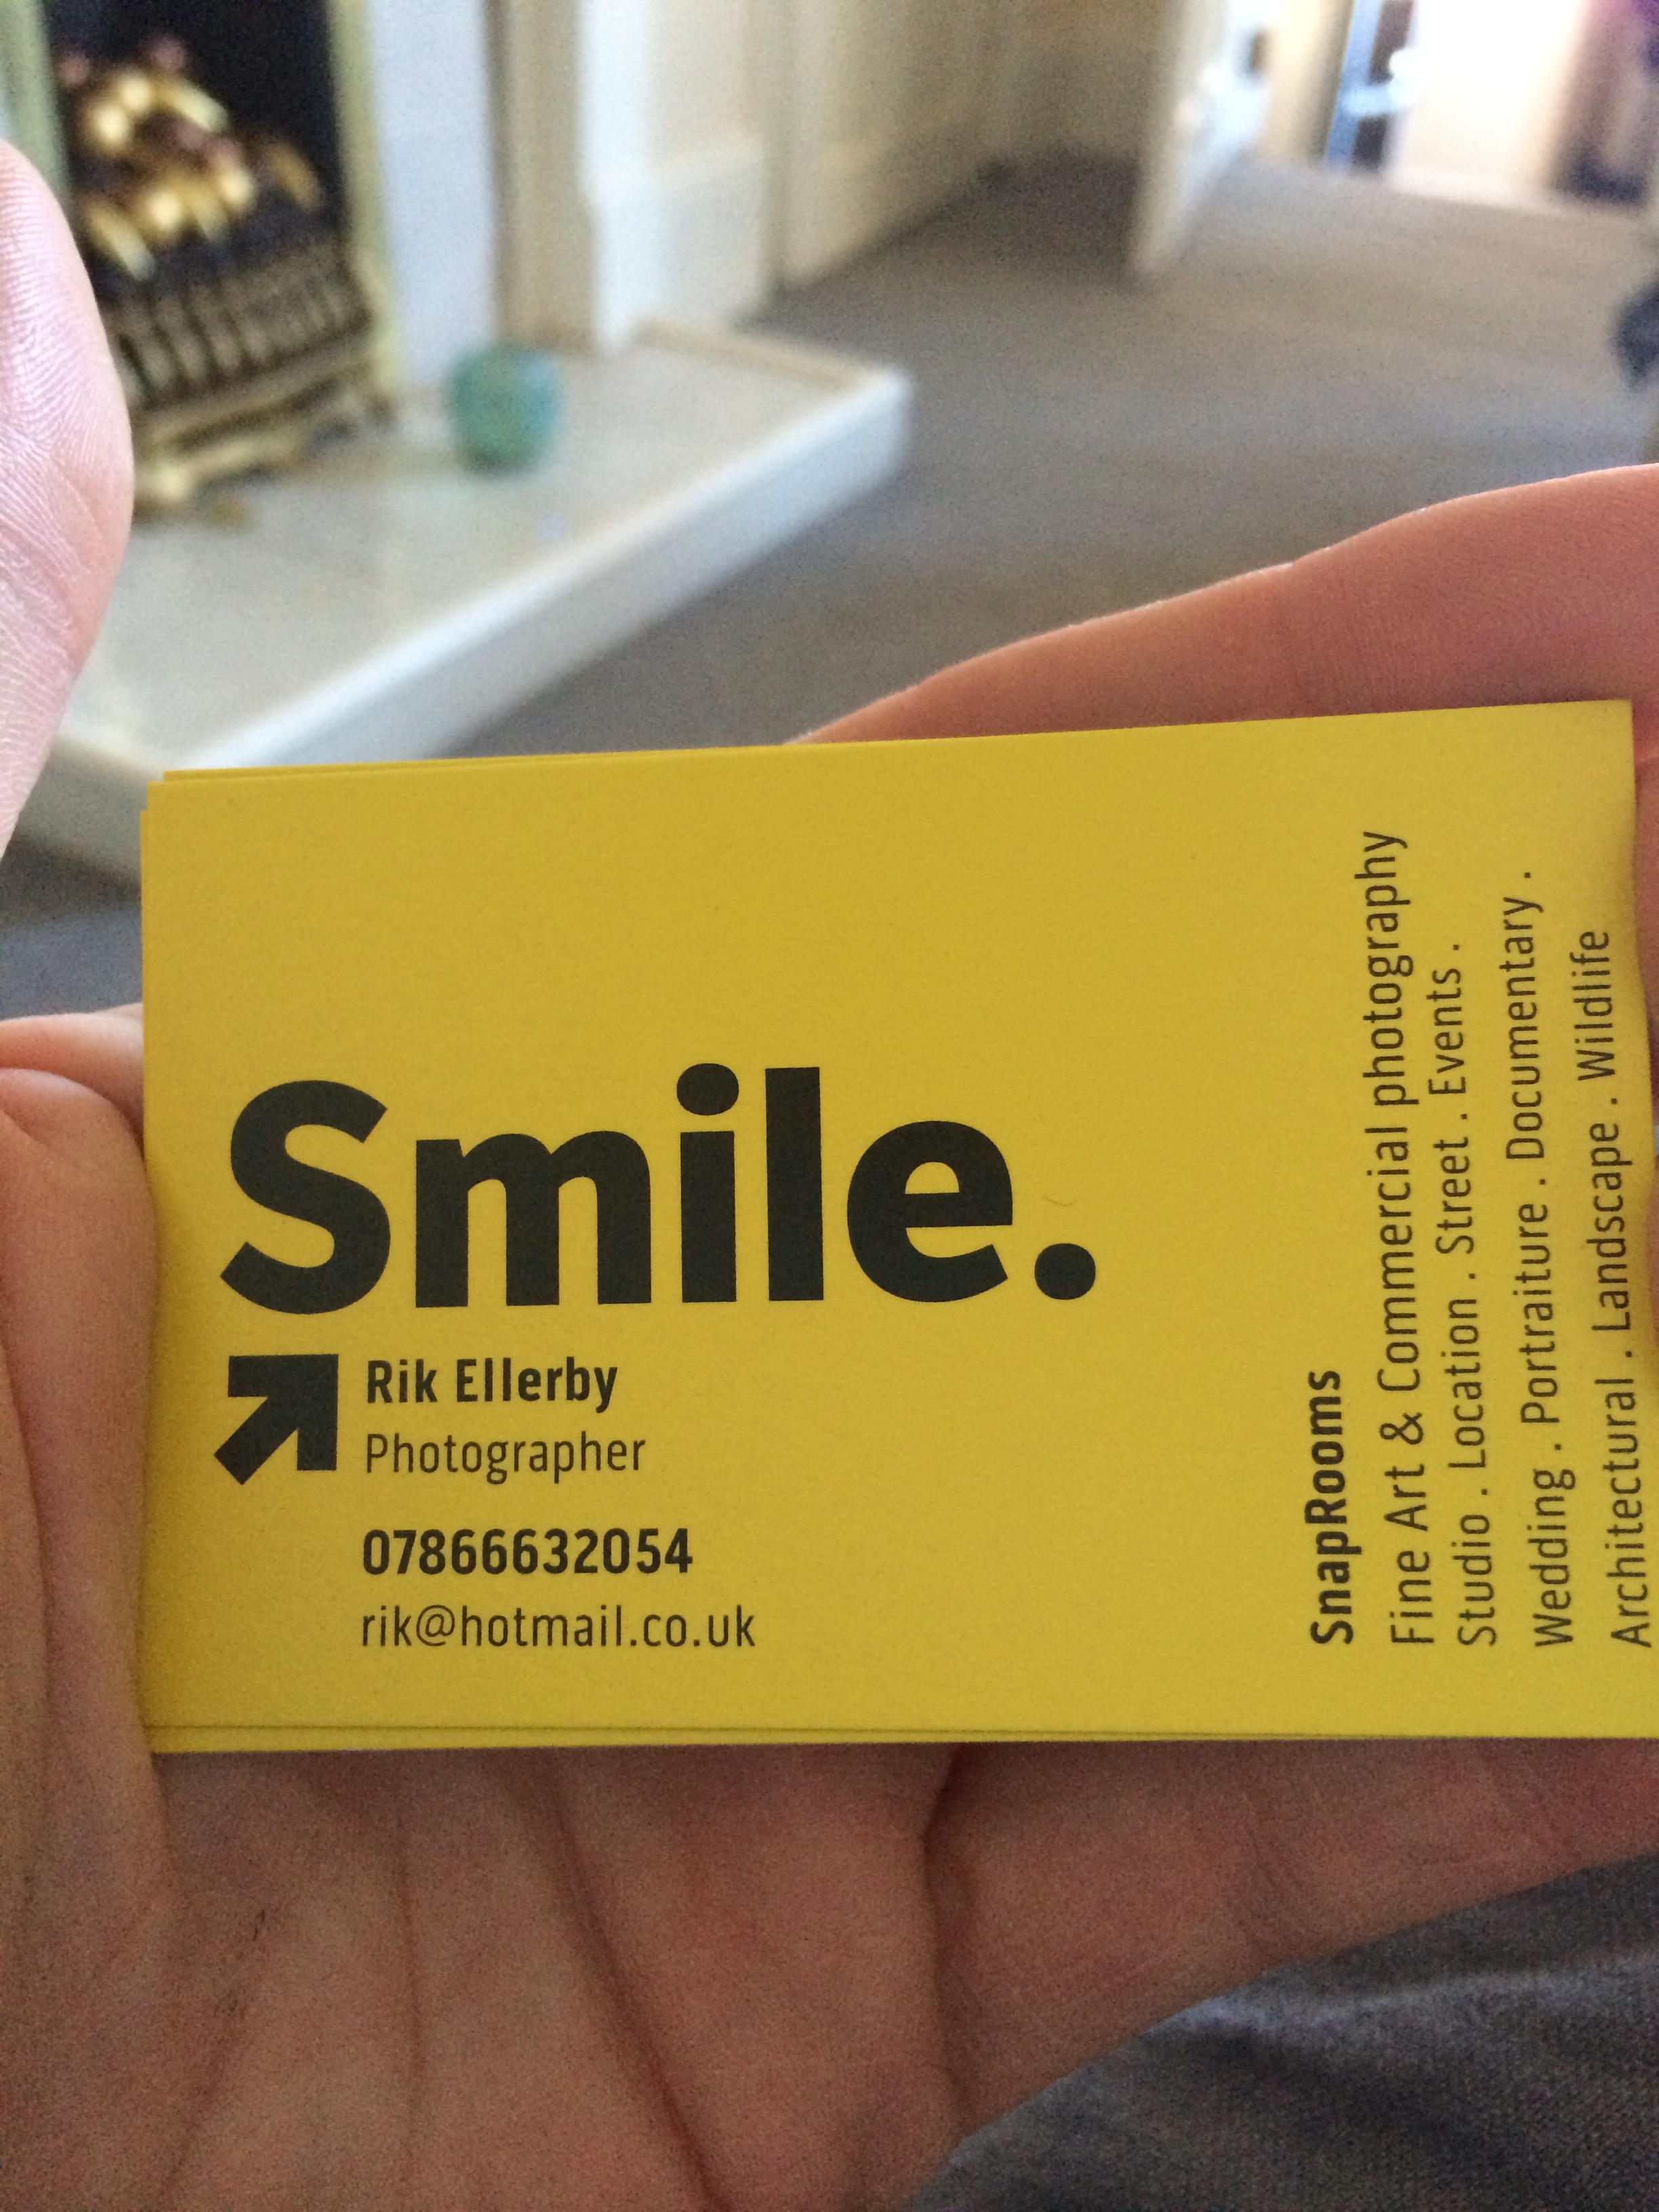 Smile.
Rik Ellerby
Photographer
07866632054
rik@hotmail.co.uk
SnapRooms
Fine Art & Commercial photography
Studio . Location . Street . Events .
Wedding . Portraiture . Documentary .
Architectural . Landscape . Wildlife